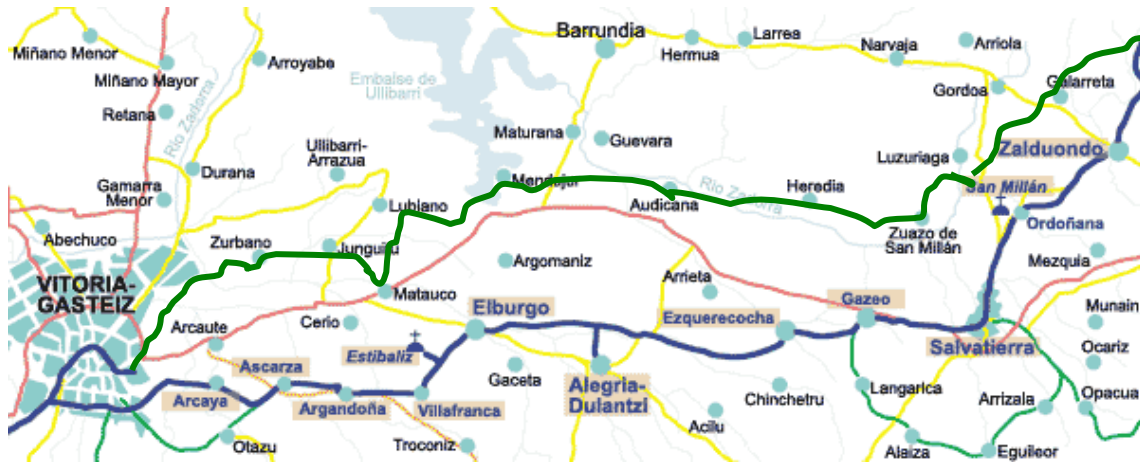 Miñano Menor
Miñano Mayor
Retana
Arroyabe
Río Zadorra
Durana
Gamarra
Menor
Abechuco
Zurbano
VITORIA-
GASTEIZ
Embalse de
Ullibarri
Ullibarri-
Arrazua
Lubiano
Junguitu
Matauco
Cerio
Arcaute
Ascarza
Arcaya
Argandoña
Otazu
Estibaliz
Villafranca
Troconiz
Elburgo
Gaceta
Argomaniz
Mendijur
Maturana
Barrundia
Guevara
Hermua
Larrea
Narvaja
Arriola
Gordoa
Galarreta
Audicana
Río Zadorra
Heredia
Luzuriaga
Zalduondo
San Millán
Ordoñana
Zuazo de
San Millán
Mezquia
Arrieta
Ezquerecocha
Gazeo
Salvatierra
Munain
Ocariz
Opacua
Alegria-
Dulantzi
Acilu
Chinchetru
Langarica
Arrizala
Alaiza
Eguileor